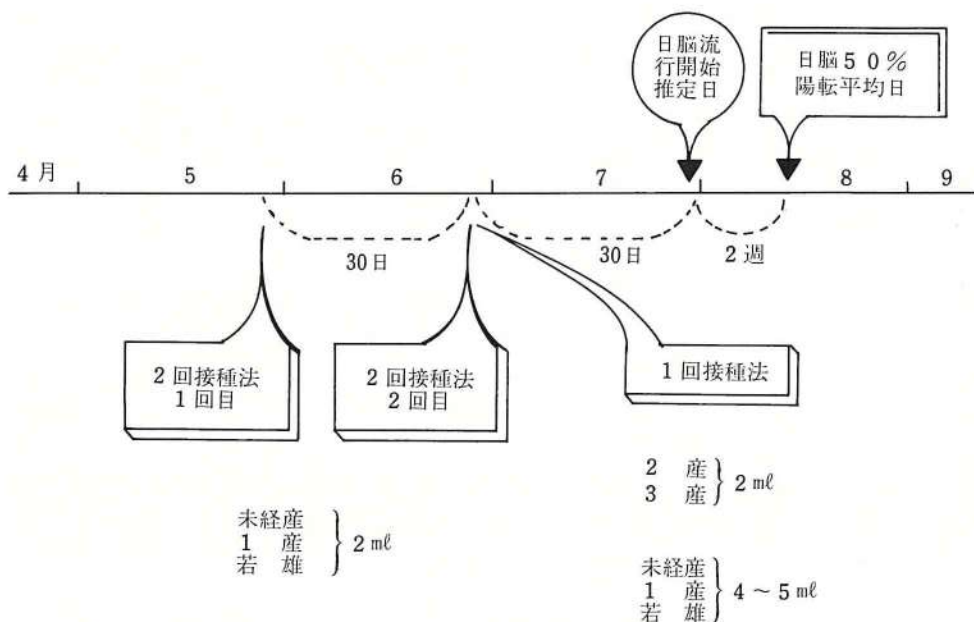 日脳流
行開始
推定日
日脳50%
陽転平均日
4月 5 6 7 8 9
30日 30日 2週
2回接種法
1回目
2回接種法
2回目
1回接種法
2 産
3 産
2 ㎖
未経産
1 産
若 雄
2 ㎖
未経産
1 産
若 雄
4～5 ㎖